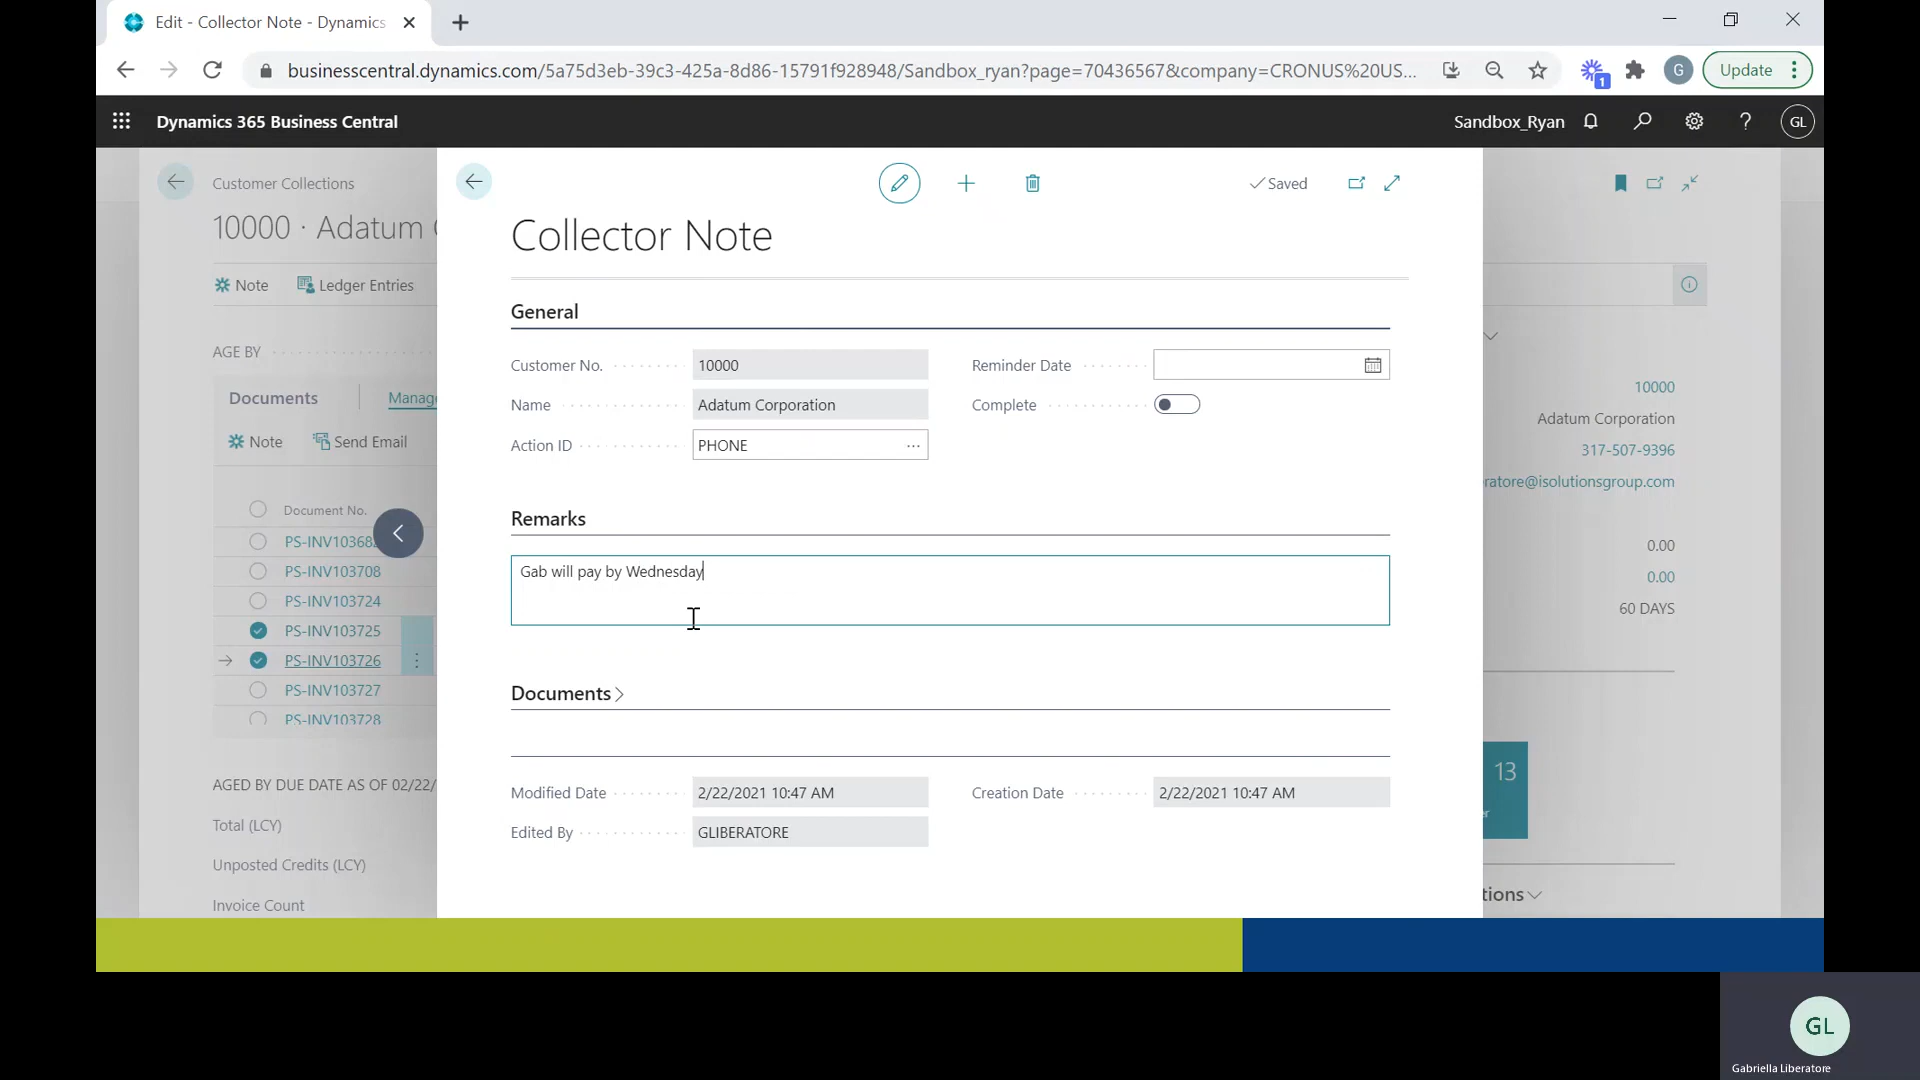 Edit - Collector Note - Dynamics
businesscentral.dynamics.com/5a75d3eb-39c3-425a-8d86-15791f928948/Sandbox_ryan?page=70436567&company=CRONUS%20US...
1
G
Update
Dynamics 365 Business Central
Sandbox_Ryan
?
GL
Customer Collections
10000 · Adatum
Note
Ledger Entries
AGE BY
Documents
Manag
Note
Send Email
Document No.
PS-INV10368
PS-INV103708
PS-INV103724
PS-INV103725
PS-INV103726
PS-INV103727
PS-INV103728
AGED BY DUE DATE AS OF 02/22/
Total (LCY)
Unposted Credits (LCY)
Invoice Count
Saved
Collector Note
General
Customer No.
10000
Reminder Date
Name
Adatum Corporation
Complete
Action ID
PHONE
...
Remarks
Gab will pay by Wednesday
Documents
Modified Date
2/22/2021 10:47 AM
Creation Date
2/22/2021 10:47 AM
Edited By
GLIBERATORE
10000
Adatum Corporation
317-507-9396
ratore@isolutionsgroup.com
0.00
0.00
60 DAYS
13
r
tions
GL
Gabriella Liberatore